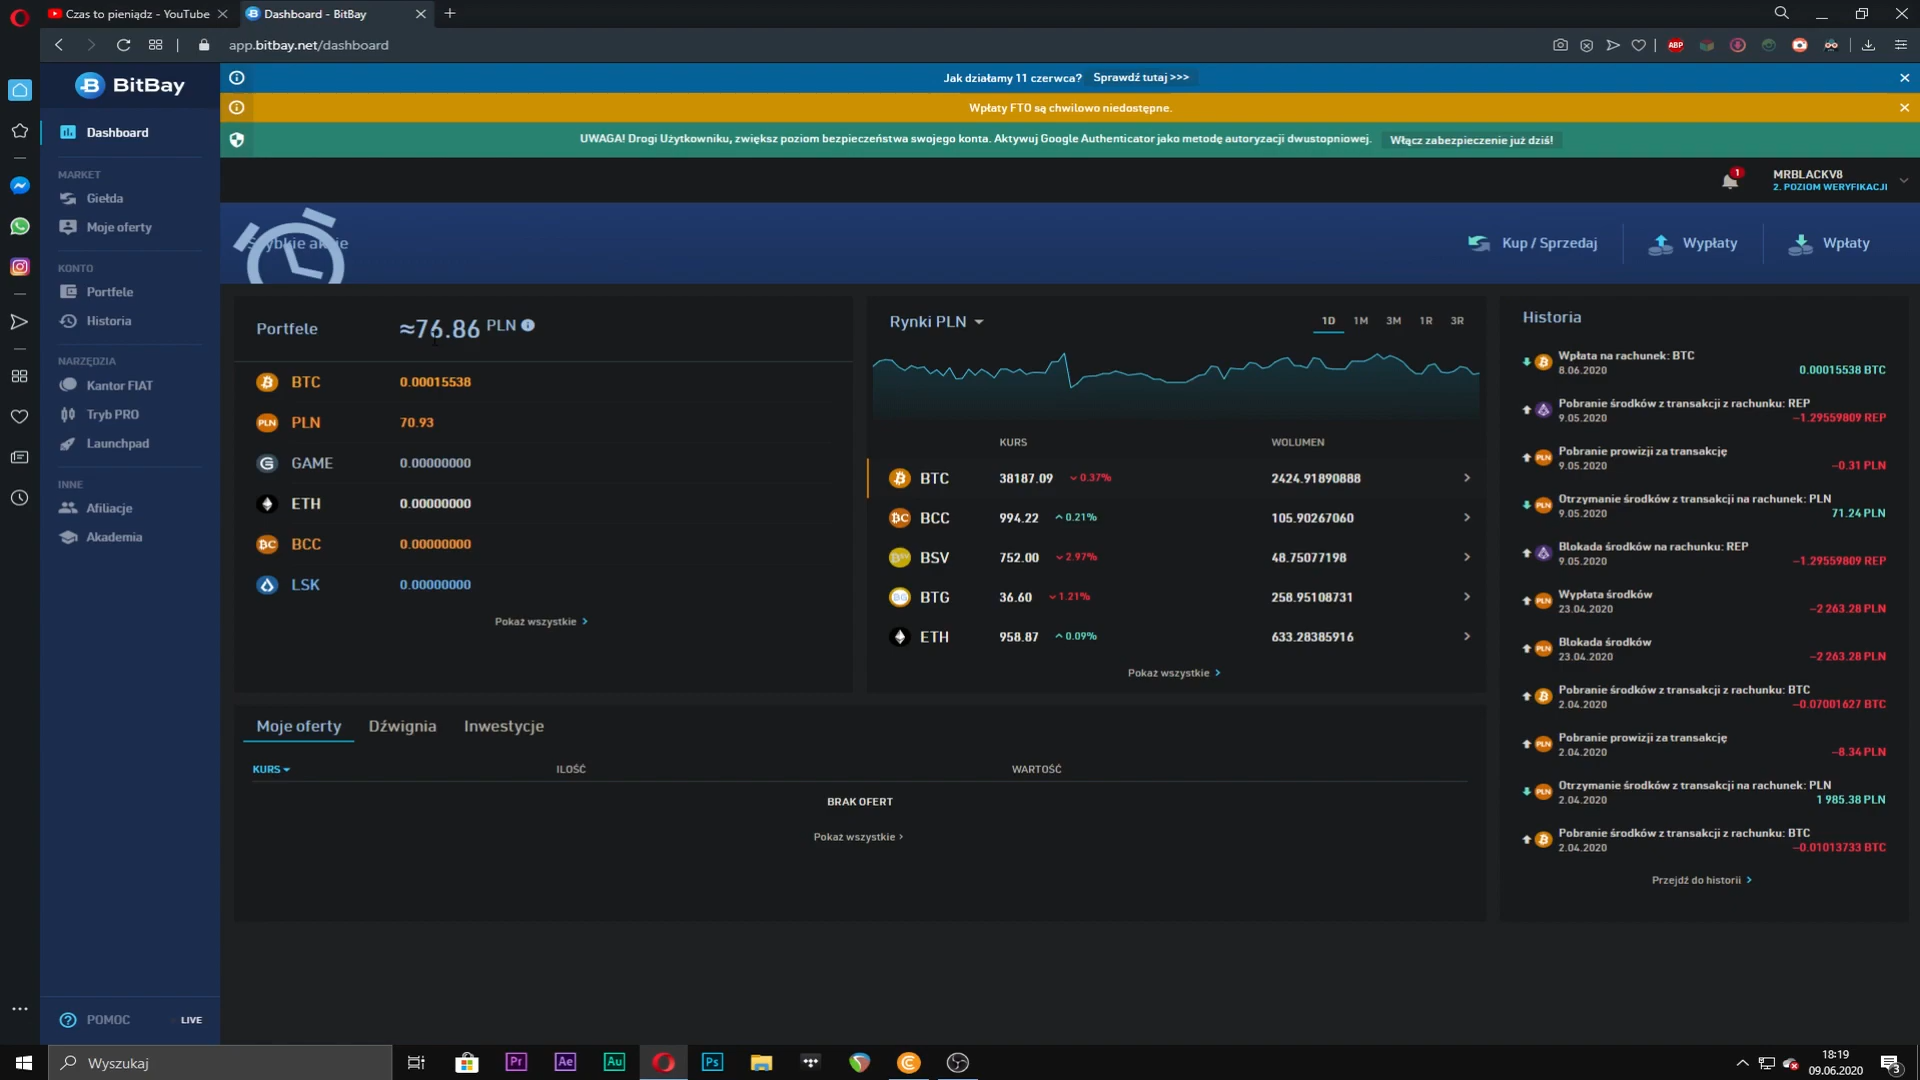 Czas to pieniądz - YouTube
Dashboard - BitBay
app.bitbay.net/dashboard
ABP
BitBay
Dashboard
MARKET
Giełda
Moje oferty
KONTO
Portfele
Historia
NARZĘDZIA
Kantor FIAT
Tryb PRO
Launchpad
INNE
Afiliacje
Akademia
POMOC
LIVE
Jak działamy 11 czerwca? Sprawdź tutaj >>>
Wpłaty FTO są chwilowo niedostępne.
UWAGA! Drogi Użytkowniku, zwiększ poziom bezpieczeństwa swojego konta. Aktywuj Google Authenticator jako metodę autoryzacji dwustopniowej. Włącz zabezpieczenie już dziś!
1
MRBLACKV8
2. POZIOM WERYFIKACJI
Szybkie akcje
Kup / Sprzedaj
Wypłaty
Wpłaty
Portfele ≈76.86 PLN
BTC 0.00015538
PLN PLN 70.93
GAME 0.00000000
ETH 0.00000000
BCC 0.00000000
LSK 0.00000000
Pokaż wszystkie >
Rynki PLN
1D 1M 3M 1R 3R
KURS WOLUMEN
BTC 38187.09 0.37% 2424.91890888
BCC 994.22 0.21% 105.90267060
BSV 752.00 2.97% 48.75077198
BTG 36.60 1.21% 258.95108731
ETH 958.87 0.09% 633.28385916
Pokaż wszystkie >
Moje oferty Dźwignia Inwestycje
KURS ILOŚĆ WARTOŚĆ
BRAK OFERT
Pokaż wszystkie >
Historia
Wpłata na rachunek: BTC
8.06.2020 0.00015538 BTC
Pobranie środków z transakcji z rachunku: REP
9.05.2020 –1.29559809 REP
Pobranie prowizji za transakcję
9.05.2020 –0.31 PLN
Otrzymanie środków z transakcji na rachunek: PLN
9.05.2020 71.24 PLN
Blokada środków na rachunku: REP
9.05.2020 –1.29559809 REP
Wypłata środków
23.04.2020 –2 263.28 PLN
Blokada środków
23.04.2020 –2 263.28 PLN
Pobranie środków z transakcji z rachunku: BTC
2.04.2020 –0.07001627 BTC
Pobranie prowizji za transakcję
2.04.2020 –8.34 PLN
Otrzymanie środków z transakcji na rachunek: PLN
2.04.2020 1 985.38 PLN
Pobranie środków z transakcji z rachunku: BTC
2.04.2020 –0.01013733 BTC
Przejdź do historii >
Wyszukaj
Pr
Ae
Au
Ps
18:19
09.06.2020
3